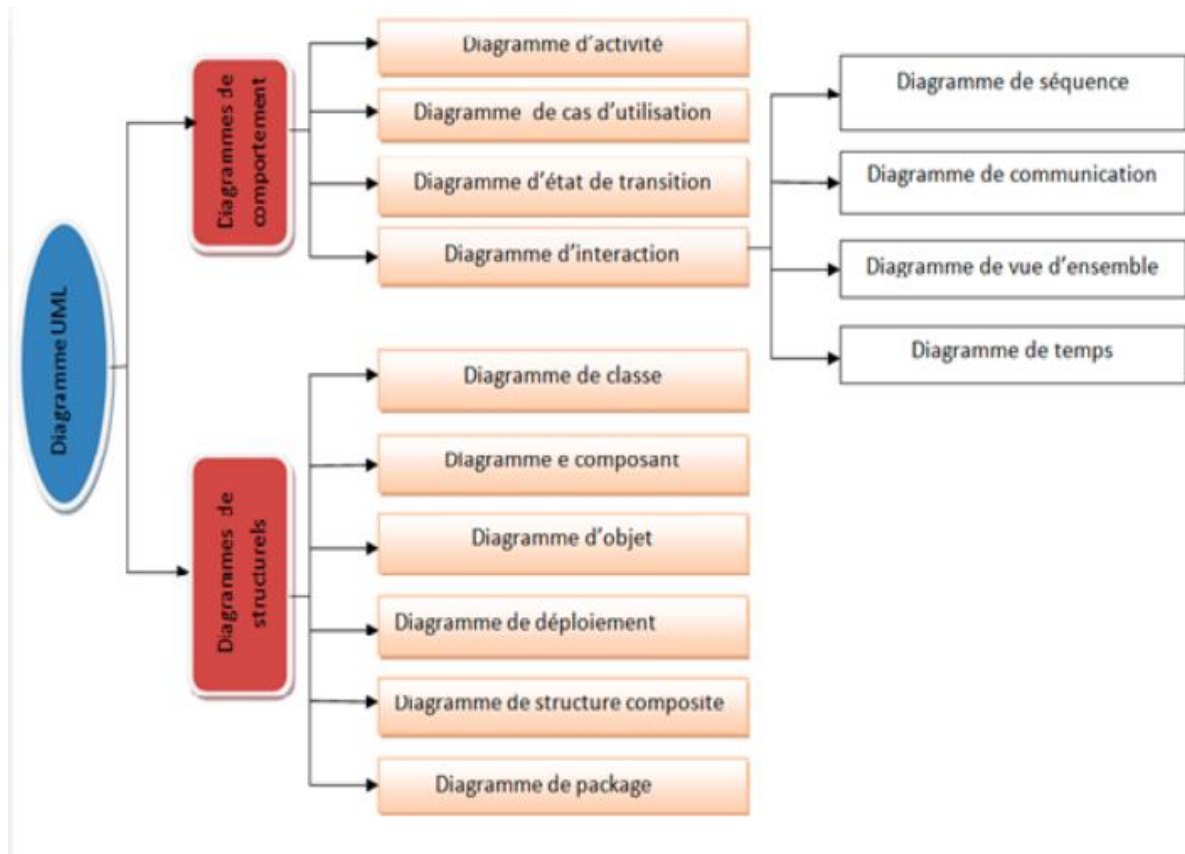 Diagramme UML
Diagrammes de
comportement
Diagramme d'activité
Diagramme de cas d'utilisation
Diagramme d'état de transition
Diagramme d'interaction
Diagramme de séquence
Diagramme de communication
Diagramme de vue d'ensemble
Diagramme de temps
Diagrammes de
structurels
Diagramme de classe
Diagramme e composant
Diagramme d'objet
Diagramme de déploiement
Diagramme de structure composite
Diagramme de package